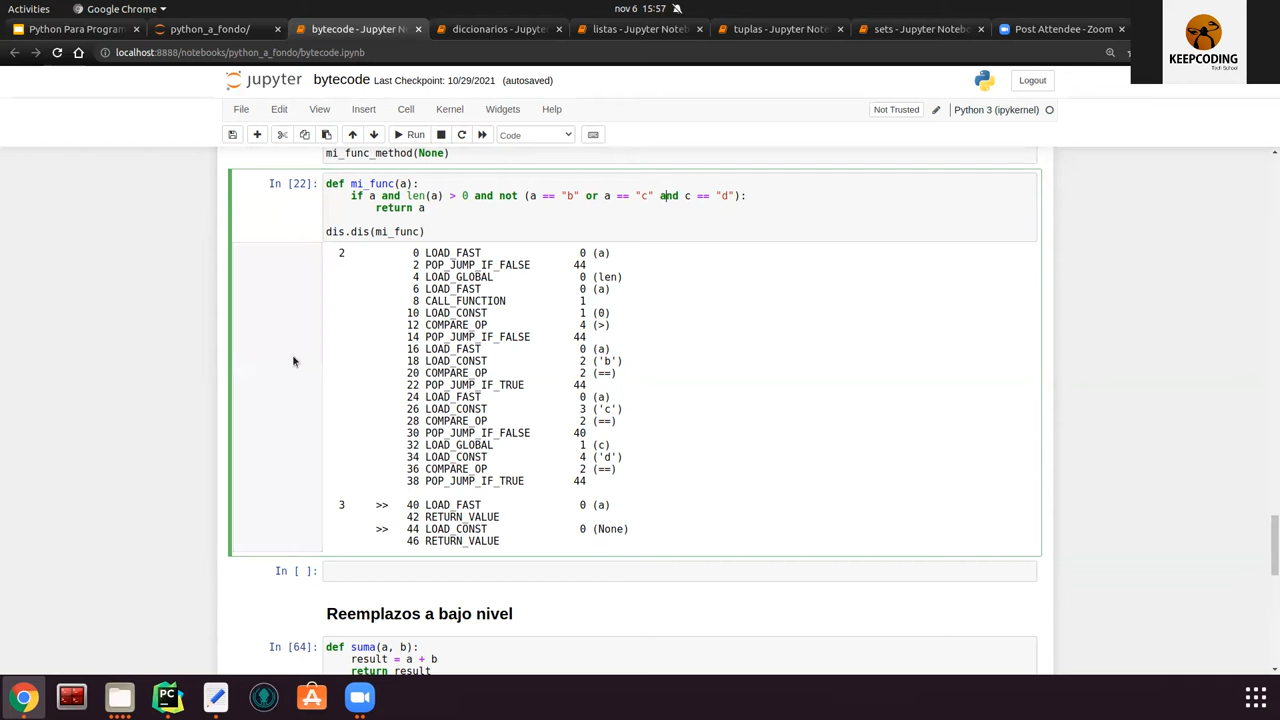 Activities
Google Chrome
nov 6 15:57
Python Para Program
python_a_fondo/
bytecode - Jupyter N
diccionarios - Jupyter
listas - Jupyter Noteb
tuplas - Jupyter Noteb
sets - Jupyter Notebo
Post Attendee - Zoom
localhost:8888/notebooks/python_a_fondo/bytecode.ipynb
KEEPCODING
Tech School
jupyter bytecode Last Checkpoint: 10/29/2021 (autosaved)
Logout
File Edit View Insert Cell Kernel Widgets Help
Not Trusted
Python 3 (ipykernel)
Run
Code
mi_func_method(None)
In [22]: def mi_func(a):
if a and len(a) > 0 and not (a == "b" or a == "c" and c == "d"):
return a
dis.dis(mi_func)
2 0 LOAD_FAST 0 (a)
2 POP_JUMP_IF_FALSE 44
4 LOAD_GLOBAL 0 (len)
6 LOAD_FAST 0 (a)
8 CALL_FUNCTION 1
10 LOAD_CONST 1 (0)
12 COMPARE_OP 4 (>)
14 POP_JUMP_IF_FALSE 44
16 LOAD_FAST 0 (a)
18 LOAD_CONST 2 ('b')
20 COMPARE_OP 2 (==)
22 POP_JUMP_IF_TRUE 44
24 LOAD_FAST 0 (a)
26 LOAD_CONST 3 ('c')
28 COMPARE_OP 2 (==)
30 POP_JUMP_IF_FALSE 40
32 LOAD_GLOBAL 1 (c)
34 LOAD_CONST 4 ('d')
36 COMPARE_OP 2 (==)
38 POP_JUMP_IF_TRUE 44
3 >> 40 LOAD_FAST 0 (a)
42 RETURN_VALUE
>> 44 LOAD_CONST 0 (None)
46 RETURN_VALUE
In [ ]:
Reemplazos a bajo nivel
In [64]: def suma(a, b):
result = a + b
return result
PC